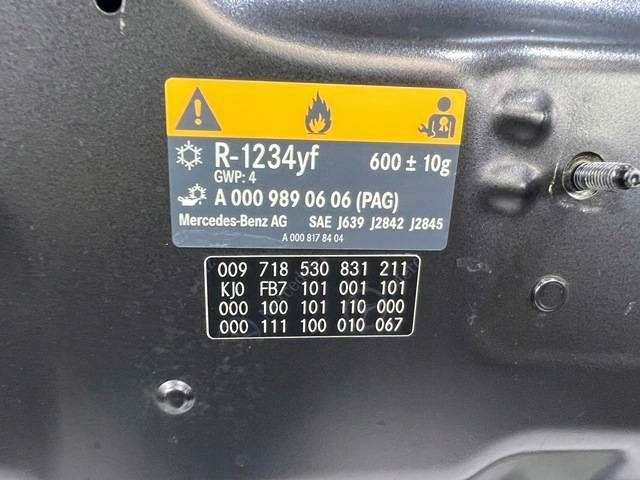 R-1234yf 600 ± 10g
GWP: 4
A 000 989 06 06 (PAG)
Mercedes-Benz AG SAE J639 J2842 J2845
A 000 817 84 04
009 718 530 831 211
KJ0 FB7 101 001 101
000 100 101 110 000
000 111 100 010 067